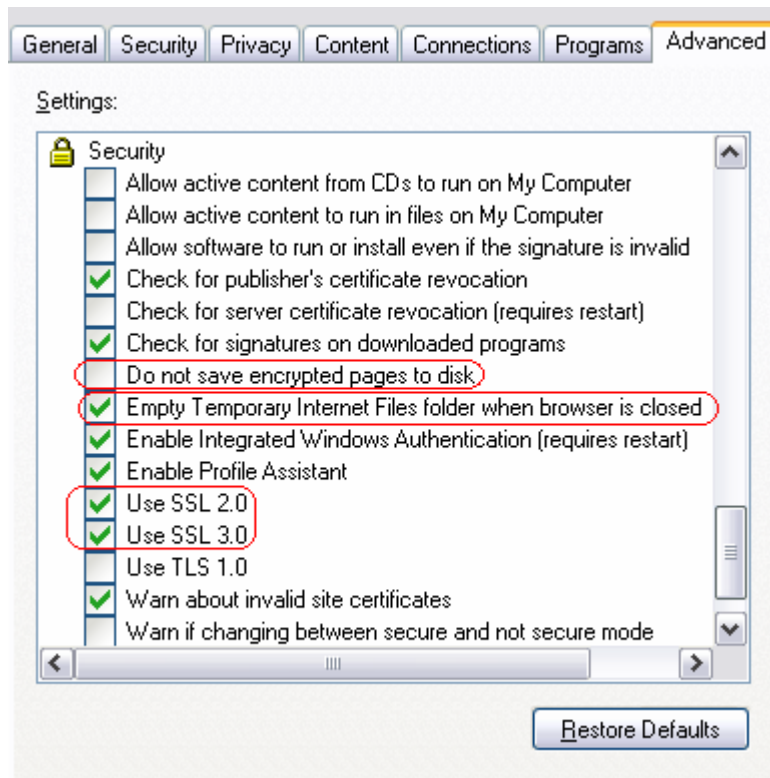 General Security Privacy Content Connections Programs Advanced
Settings:
Security
Allow active content from CDs to run on My Computer
Allow active content to run in files on My Computer
Allow software to run or install even if the signature is invalid
Check for publisher's certificate revocation
Check for server certificate revocation (requires restart)
Check for signatures on downloaded programs
Do not save encrypted pages to disk
Empty Temporary Internet Files folder when browser is closed
Enable Integrated Windows Authentication (requires restart)
Enable Profile Assistant
Use SSL 2.0
Use SSL 3.0
Use TLS 1.0
Warn about invalid site certificates
Warn if changing between secure and not secure mode
Restore Defaults